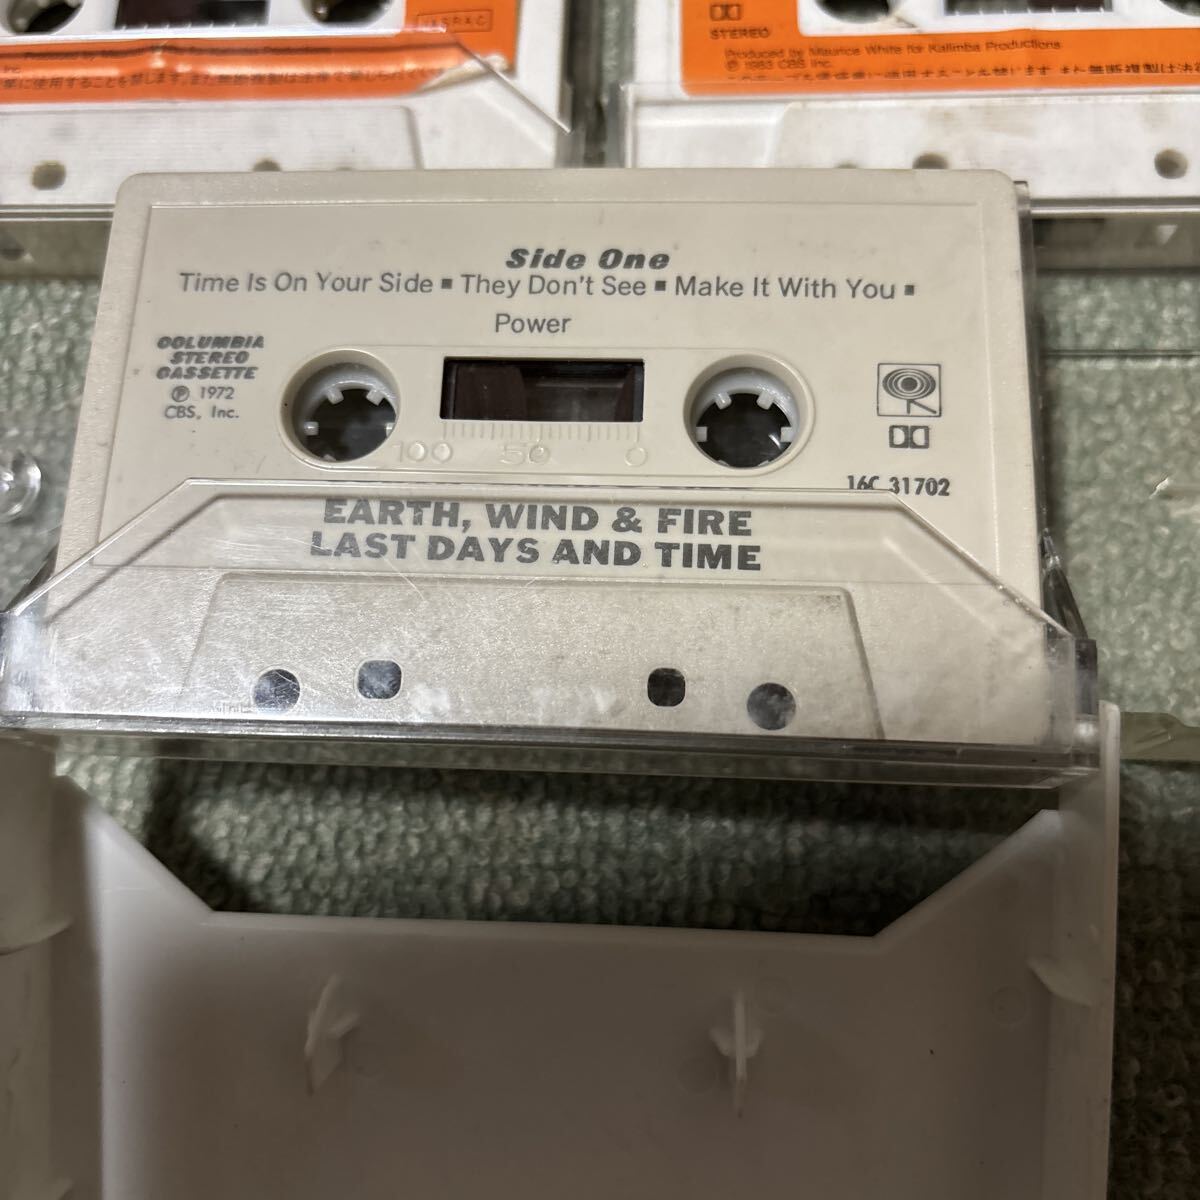 JASRAC
STEREO
Produced by Maurice White for Kalimba Productions
℗ 1983 CBS Inc.
Side One
Time Is On Your Side ■ They Don't See ■ Make It With You ■
Power
COLUMBIA
STEREO
CASSETTE
℗ 1972
CBS, Inc.
100 50 0
16C 31702
EARTH, WIND & FIRE
LAST DAYS AND TIME